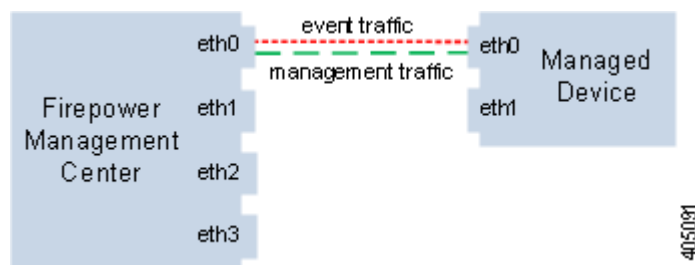 event traffic
eth0
eth0
management traffic
Managed
Device
eth1
eth1
Firepower
Management
Center
eth2
eth3
405091